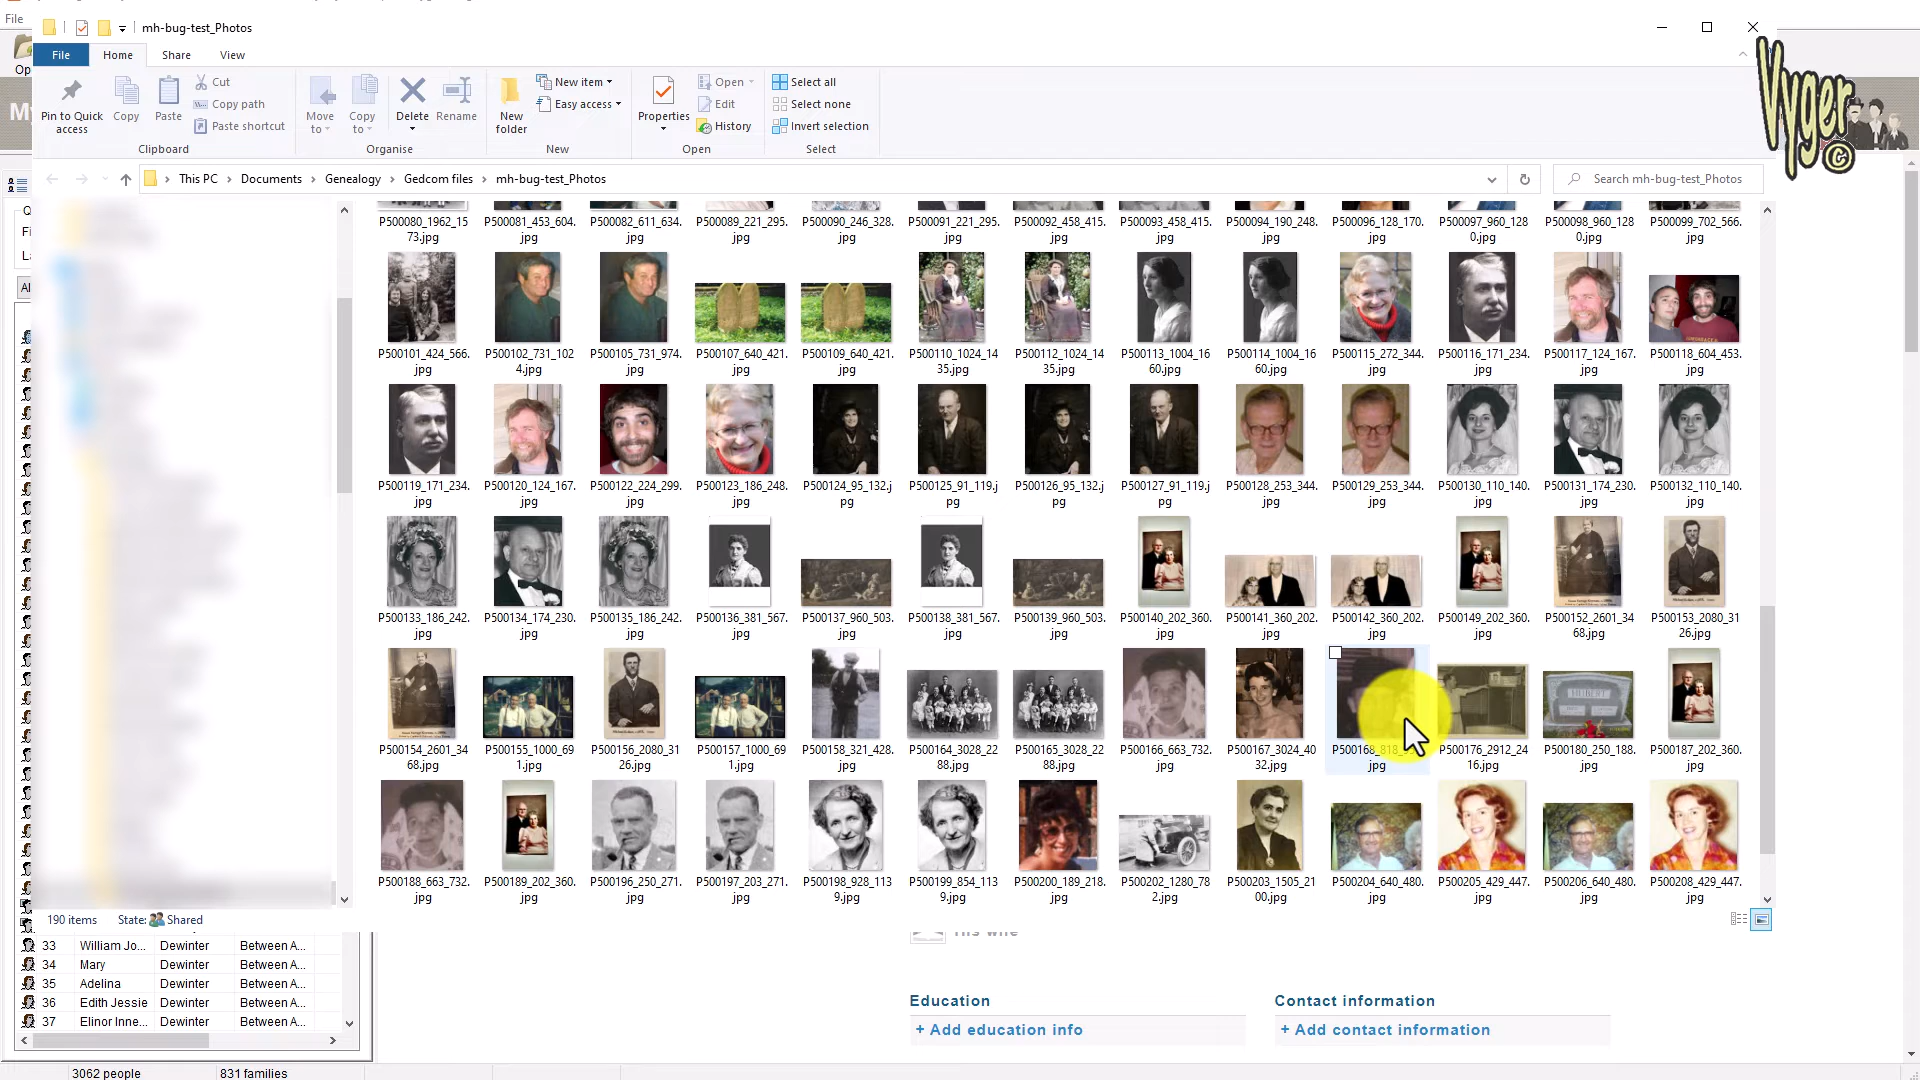 File
mh-bug-test_Photos
File Home Share View
Pin to Quick access
Copy
Paste
Cut
Copy path
Paste shortcut
Clipboard
Move to
Copy to
Delete
Rename
Organise
New folder
New item
Easy access
New
Properties
Open
Edit
History
Open
Select all
Select none
Invert selection
Select
Vyger ©
This PC > Documents > Genealogy > Gedcom files > mh-bug-test_Photos
Search mh-bug-test_Photos
P500080_1962_1573.jpg P500081_453_604.jpg P500082_611_634.jpg P500089_221_295.jpg P500090_246_328.jpg P500091_221_295.jpg P500092_458_415.jpg P500093_458_415.jpg P500094_190_248.jpg P500096_128_170.jpg P500097_960_1280.jpg P500098_960_1280.jpg P500099_702_566.jpg
P500101_424_566.jpg P500102_731_1024.jpg P500105_731_974.jpg P500107_640_421.jpg P500109_640_421.jpg P500110_1024_1435.jpg P500112_1024_1435.jpg P500113_1004_1660.jpg P500114_1004_1660.jpg P500115_272_344.jpg P500116_171_234.jpg P500117_124_167.jpg P500118_604_453.jpg
P500119_171_234.jpg P500120_124_167.jpg P500122_224_299.jpg P500123_186_248.jpg P500124_95_132.jpg P500125_91_119.jpg P500126_95_132.jpg P500127_91_119.jpg P500128_253_344.jpg P500129_253_344.jpg P500130_110_140.jpg P500131_174_230.jpg P500132_110_140.jpg
P500133_186_242.jpg P500134_174_230.jpg P500135_186_242.jpg P500136_381_567.jpg P500137_960_503.jpg P500138_381_567.jpg P500139_960_503.jpg P500140_202_360.jpg P500141_360_202.jpg P500142_360_202.jpg P500149_202_360.jpg P500152_2601_3468.jpg P500153_2080_3126.jpg
P500154_2601_3468.jpg P500155_1000_691.jpg P500156_2080_3126.jpg P500157_1000_691.jpg P500158_321_428.jpg P500164_3028_2288.jpg P500165_3028_2288.jpg P500166_663_732.jpg P500167_3024_4032.jpg P500168_818_ jpg P500176_2912_2416.jpg P500180_250_188.jpg P500187_202_360.jpg
P500188_663_732.jpg P500189_202_360.jpg P500196_250_271.jpg P500197_203_271.jpg P500198_928_1139.jpg P500199_854_1139.jpg P500200_189_218.jpg P500202_1280_782.jpg P500203_1505_2100.jpg P500204_640_480.jpg P500205_429_447.jpg P500206_640_480.jpg P500208_429_447.jpg
190 items State: Shared
33 William Jo... Dewinter Between A...
34 Mary Dewinter Between A...
35 Adelina Dewinter Between A...
36 Edith Jessie Dewinter Between A...
37 Elinor Inne... Dewinter Between A...
This wife
Education
+ Add education info
Contact information
+ Add contact information
3062 people 831 families